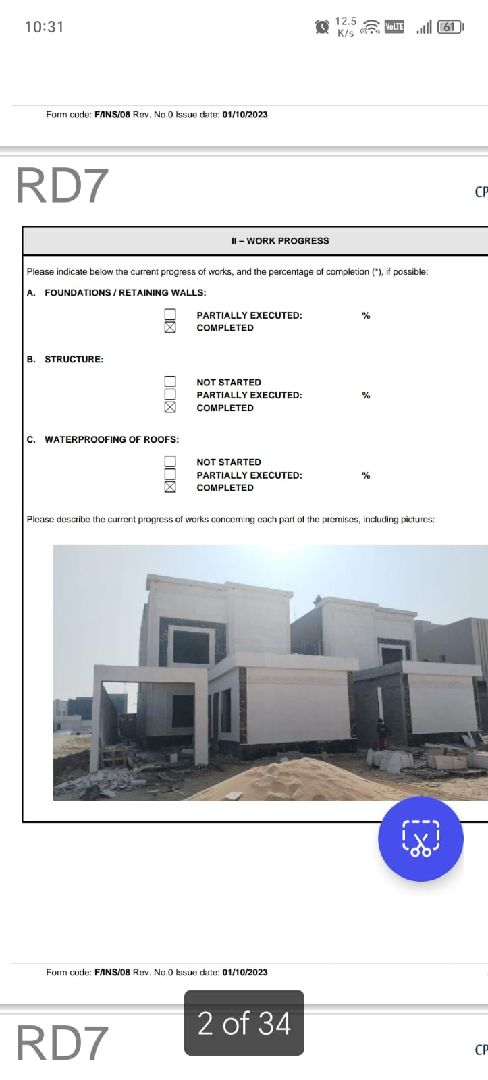 10:31
12.5
K/s
VoLTE
61
Form code: F/INS/08 Rev. No.0 Issue date: 01/10/2023
RD7
CP
II – WORK PROGRESS
Please indicate below the current progress of works, and the percentage of completion (*), if possible:
A. FOUNDATIONS / RETAINING WALLS:
PARTIALLY EXECUTED: %
COMPLETED
B. STRUCTURE:
NOT STARTED
PARTIALLY EXECUTED: %
COMPLETED
C. WATERPROOFING OF ROOFS:
NOT STARTED
PARTIALLY EXECUTED: %
COMPLETED
Please describe the current progress of works concerning each part of the premises, including pictures:
Form code: F/INS/08 Rev. No.0 Issue date: 01/10/2023
2 of 34
RD7
CP